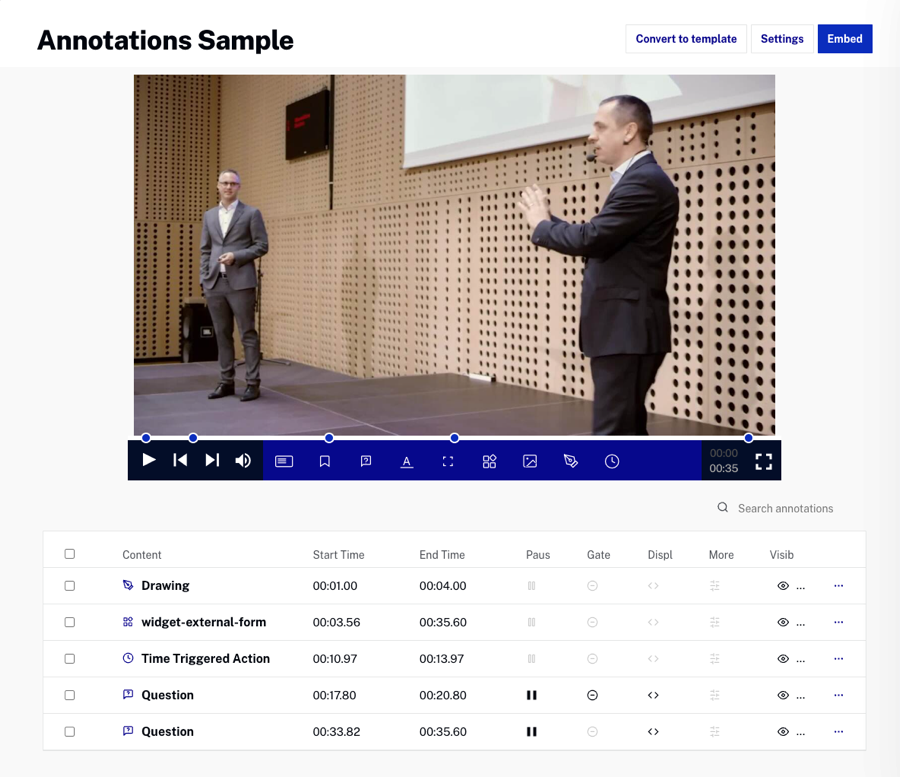 Annotations Sample
Convert to template Settings Embed
00:00
00:35
Search annotations
Content Start Time End Time Paus Gate Displ More Visib
Drawing 00:01.00 00:04.00 ... ...
widget-external-form 00:03.56 00:35.60 ... ...
Time Triggered Action 00:10.97 00:13.97 ... ...
Question 00:17.80 00:20.80 ... ...
Question 00:33.82 00:35.60 ... ...